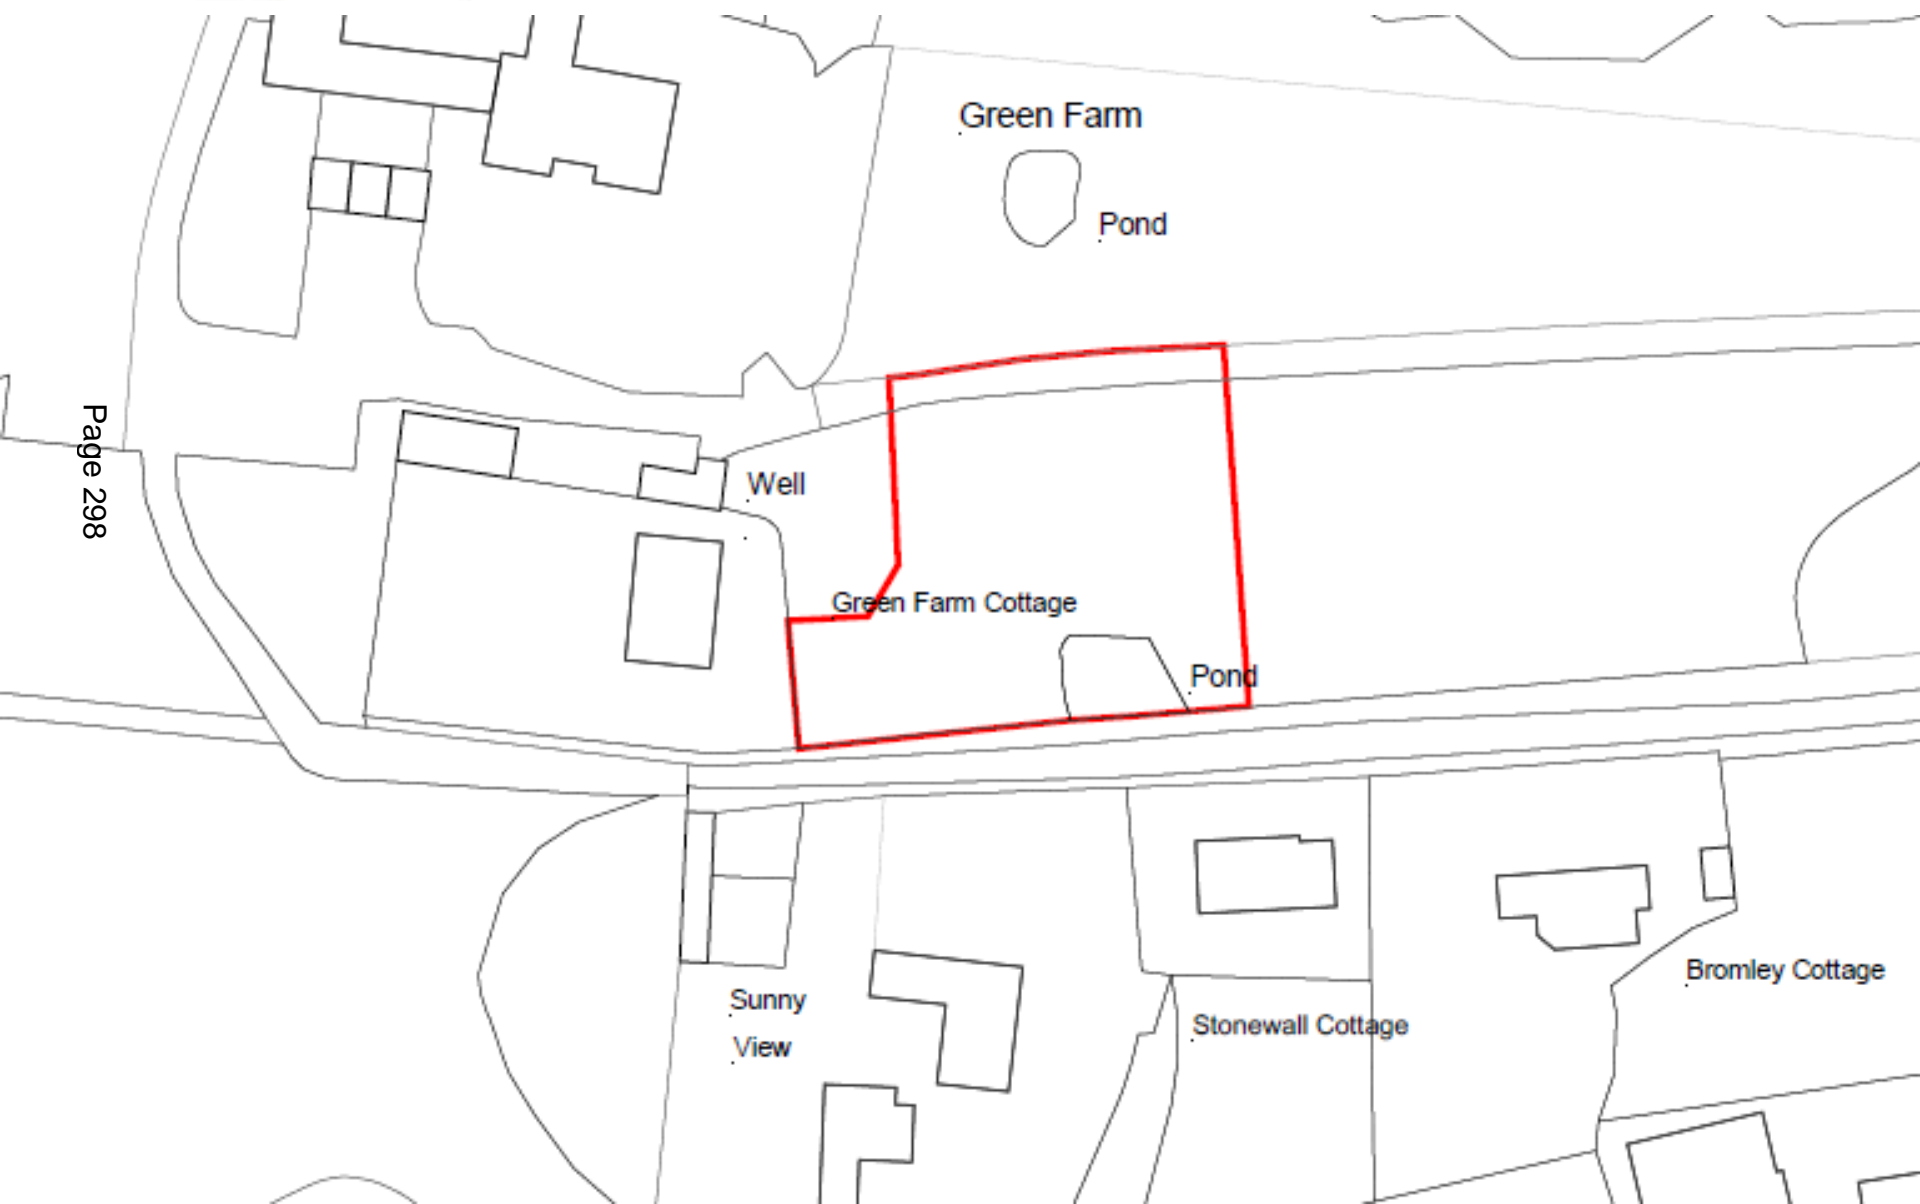 Green Farm
Pond
Page 298
Well
Green Farm Cottage
Pond
Bromley Cottage
Sunny
View
Stonewall Cottage